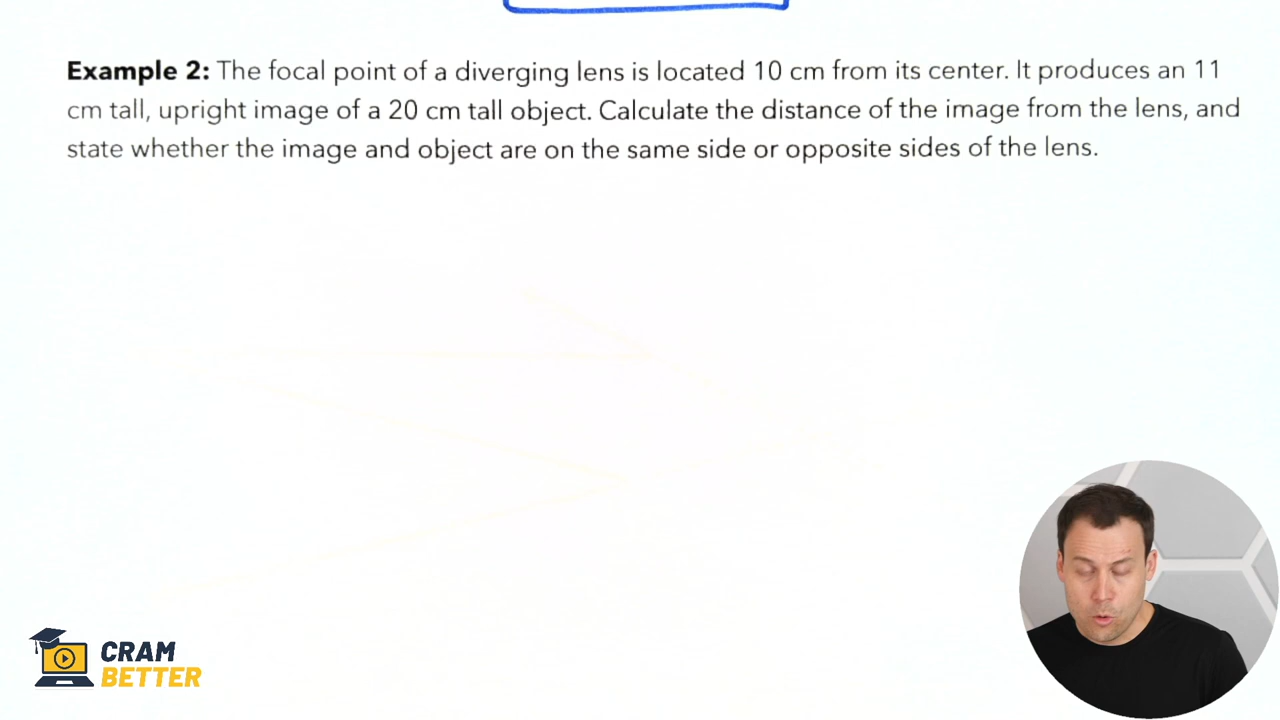 Example 2: The focal point of a diverging lens is located 10 cm from its center. It produces an 11
cm tall, upright image of a 20 cm tall object. Calculate the distance of the image from the lens, and
state whether the image and object are on the same side or opposite sides of the lens.
CRAM
BETTER